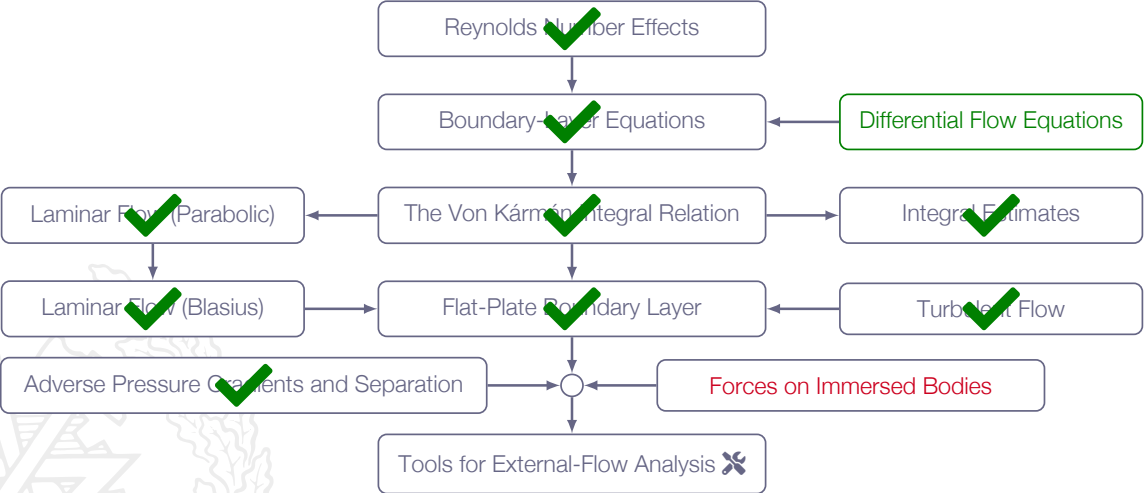 Reynolds Number Effects
Boundary-Layer Equations
Differential Flow Equations
Laminar Flow (Parabolic)
The Von Kármán Integral Relation
Integral Estimates
Laminar Flow (Blasius)
Flat-Plate Boundary Layer
Turbulent Flow
Adverse Pressure Gradients and Separation
Forces on Immersed Bodies
Tools for External-Flow Analysis